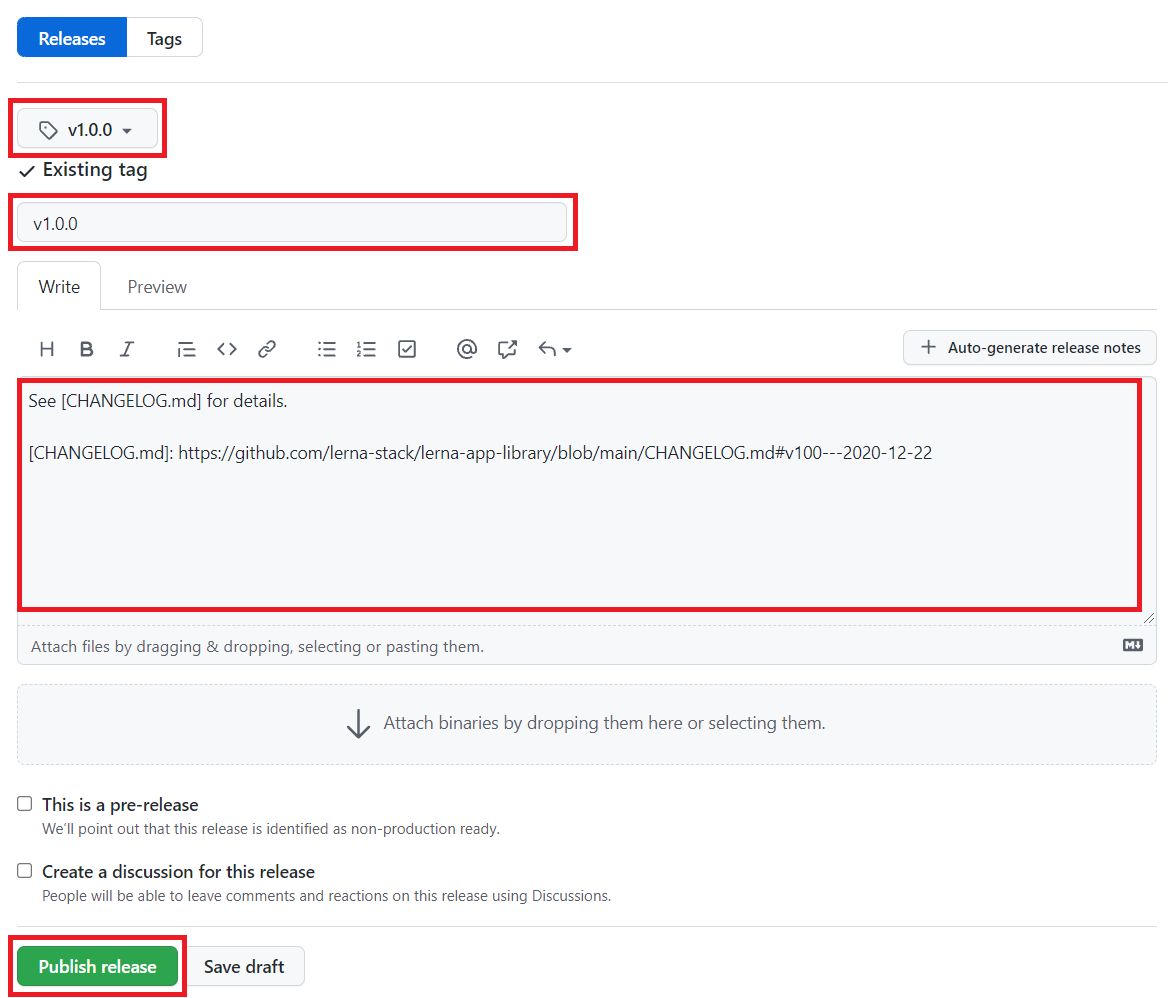 Releases Tags
v1.0.0
Existing tag
v1.0.0
Write Preview
H B I @ Auto-generate release notes
See [CHANGELOG.md] for details.
[CHANGELOG.md]: https://github.com/lerna-stack/lerna-app-library/blob/main/CHANGELOG.md#v100---2020-12-22
Attach files by dragging & dropping, selecting or pasting them.
Attach binaries by dropping them here or selecting them.
This is a pre-release
We'll point out that this release is identified as non-production ready.
Create a discussion for this release
People will be able to leave comments and reactions on this release using Discussions.
Publish release Save draft